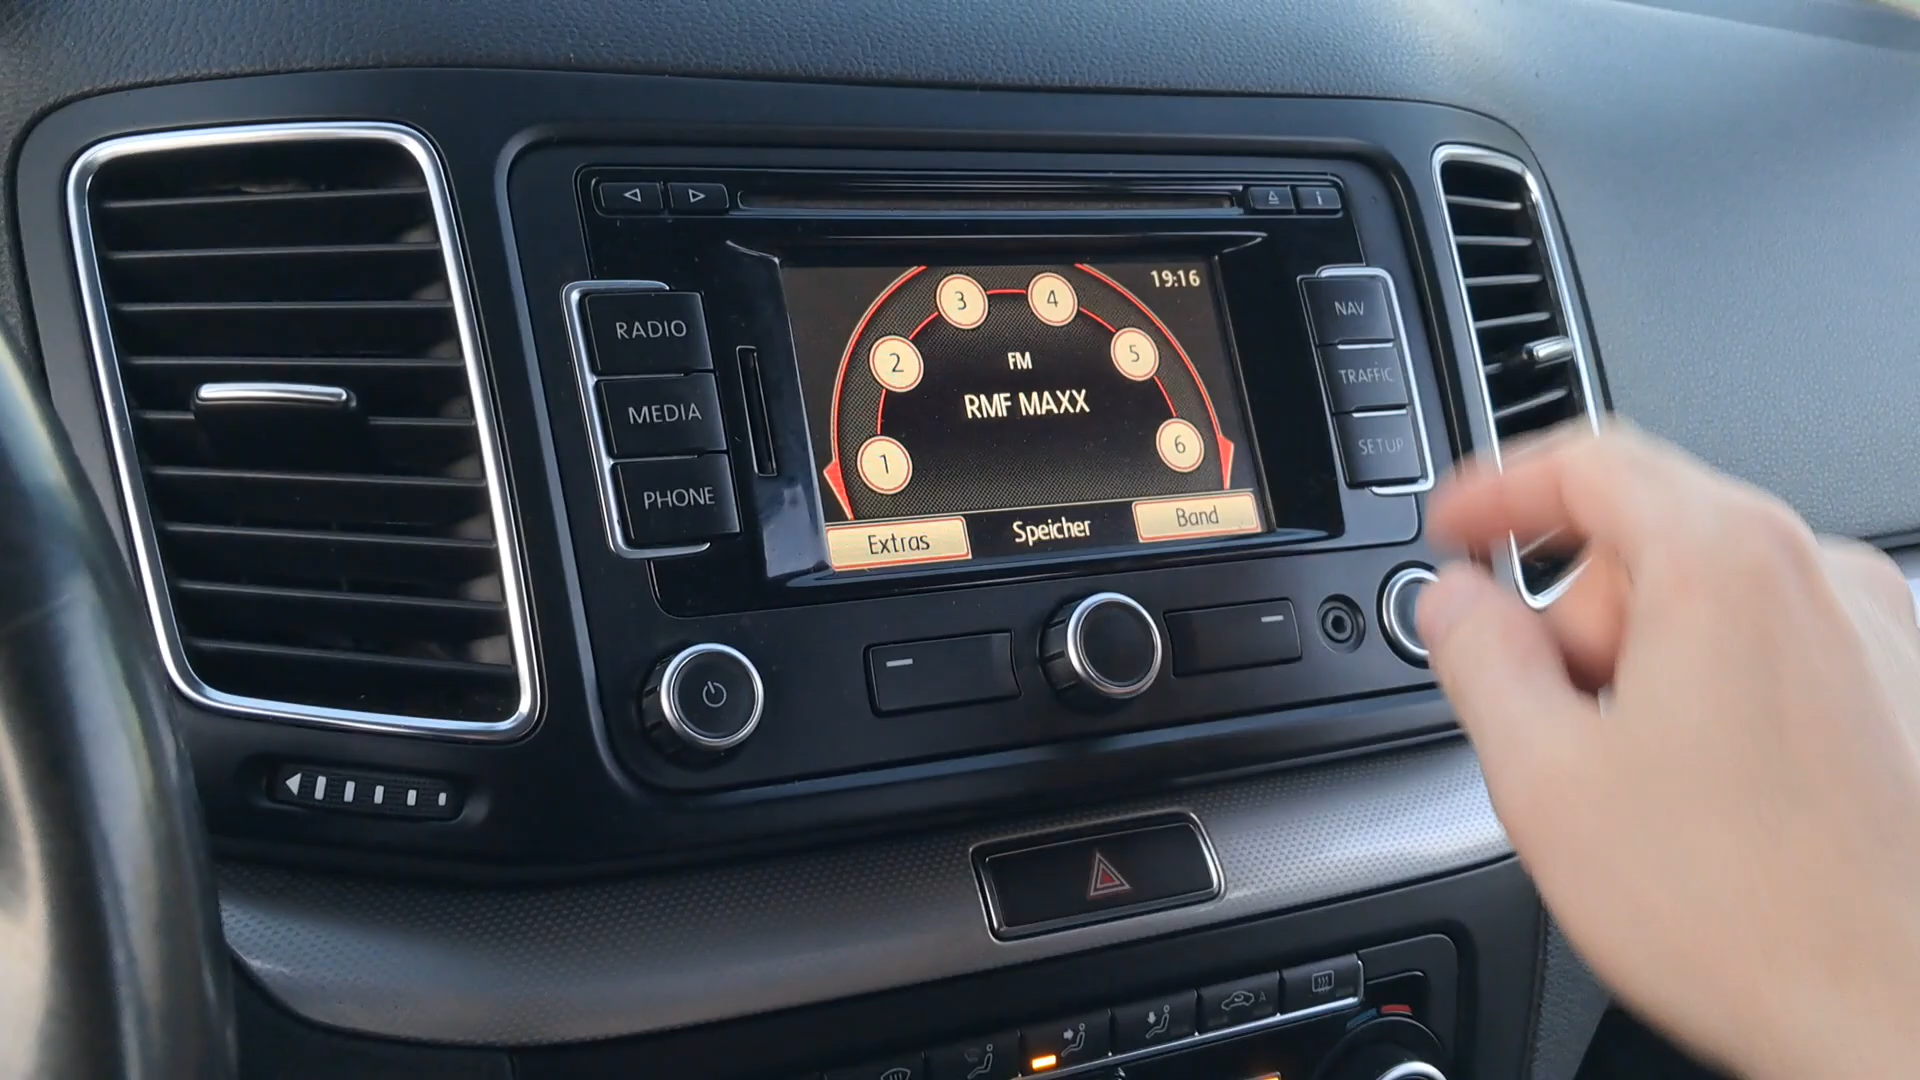 RADIO
MEDIA
PHONE
3
4
19:16
2
5
FM
RMF MAXX
1
6
Extras
Speicher
Band
i
NAV
TRAFFIC
SETUP
A